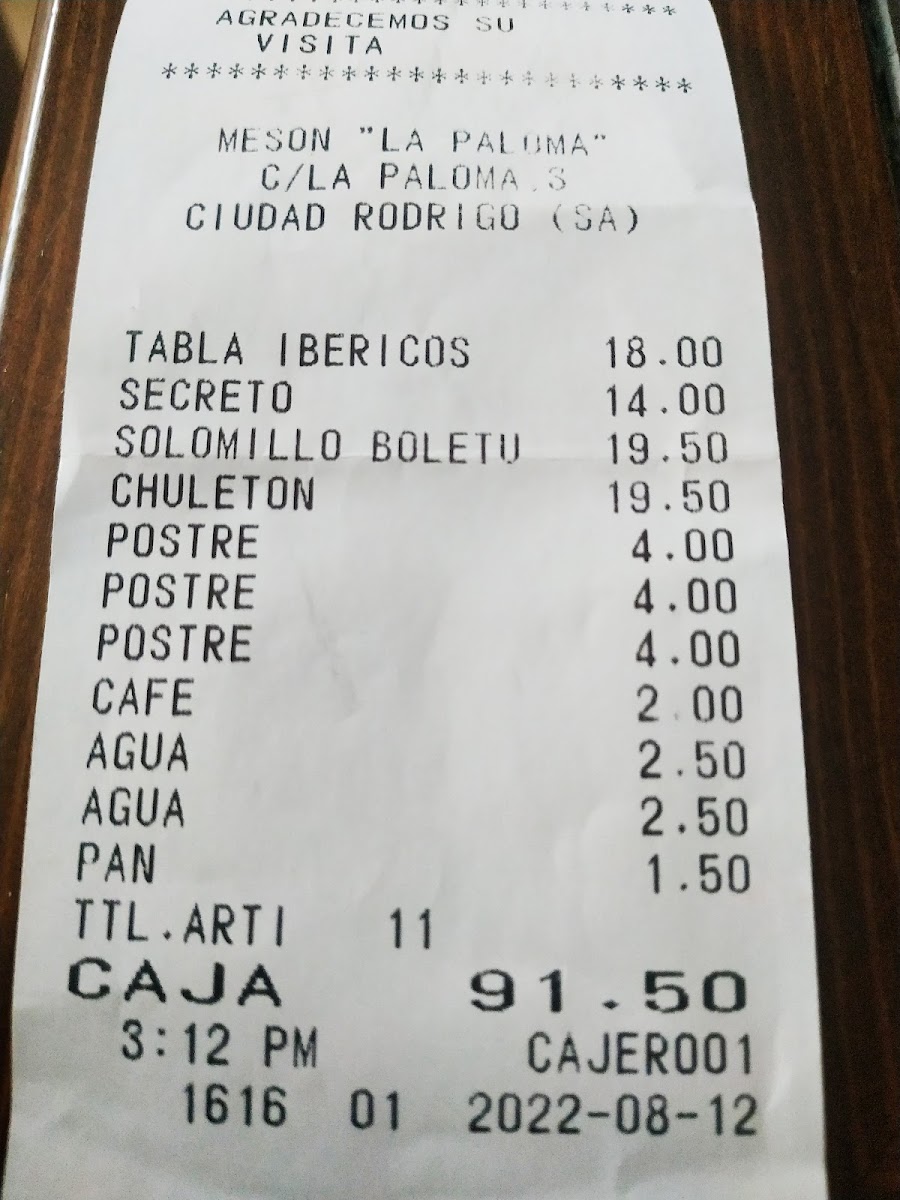 ************************
AGRADECEMOS SU
VISITA
************************
MESON "LA PALOMA"
C/LA PALOMA,3
CIUDAD RODRIGO (SA)
TABLA IBERICOS 18.00
SECRETO 14.00
SOLOMILLO BOLETU 19.50
CHULETON 19.50
POSTRE 4.00
POSTRE 4.00
POSTRE 4.00
CAFE 2.00
AGUA 2.50
AGUA 2.50
PAN 1.50
TTL.ARTI 11
CAJA 91.50
3:12 PM CAJERO01
1616 01 2022-08-12